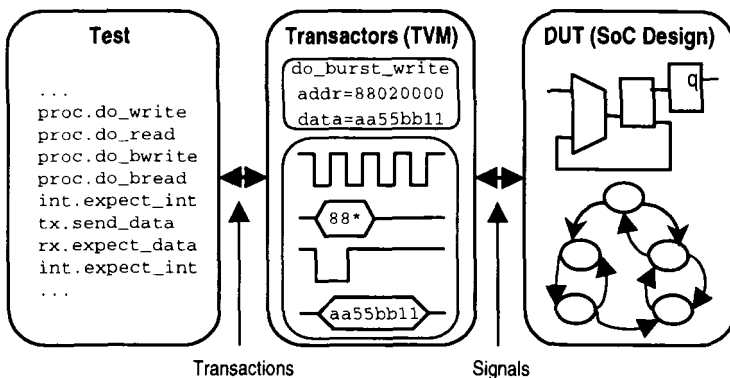 Test
...
proc.do_write
proc.do_read
proc.do_bwrite
proc.do_bread
int.expect_int
tx.send_data
rx.expect_data
int.expect_int
...
Transactors (TVM)
do_burst_write
addr=88020000
data=aa55bb11
88*
aa55bb11
DUT (SoC Design)
q
Transactions
Signals